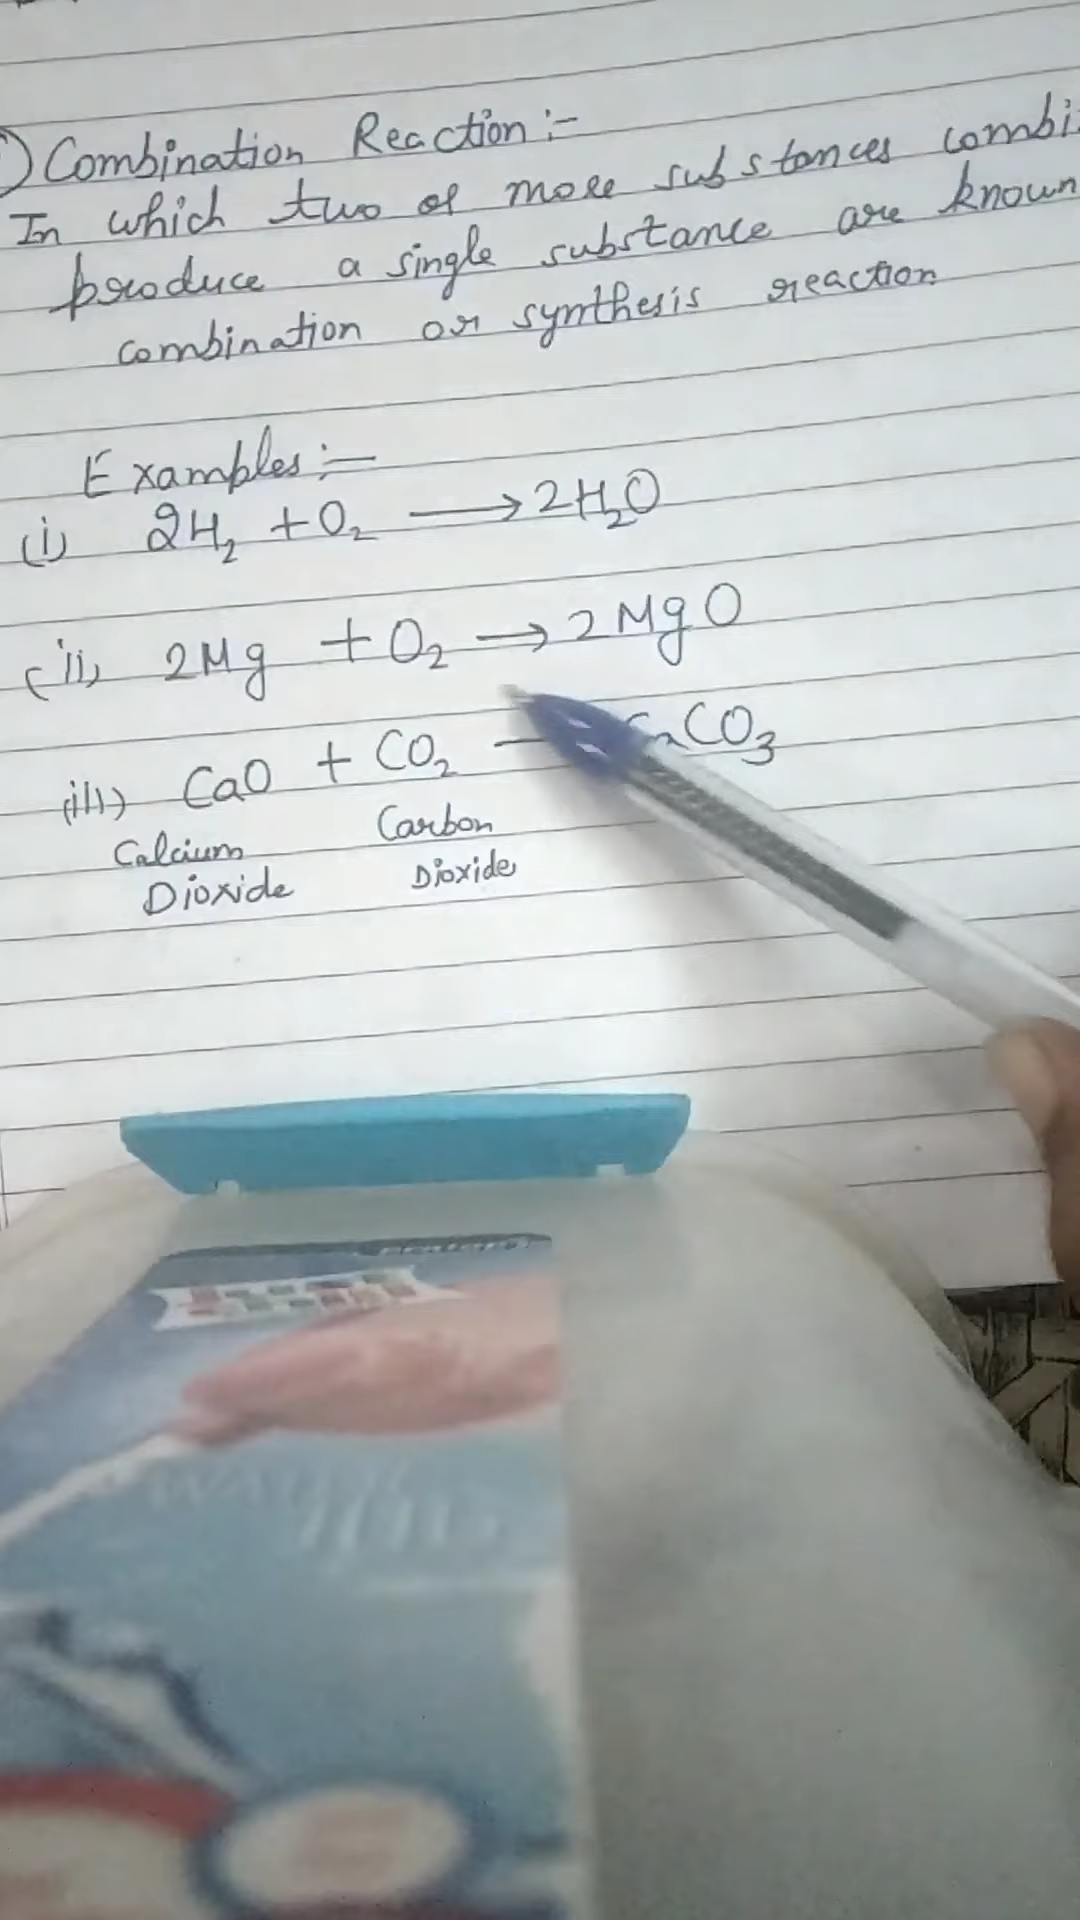 ) Combination Reaction :-
In which two or more substances combi
produce a single substance are known
combination or synthesis reaction
Examples :-
(i) 2H₂ + O₂ → 2H₂O
(ii) 2Mg + O₂ → 2MgO
(iii) CaO + CO₂ → CaCO₃
Calcium Carbon
Dioxide Dioxide